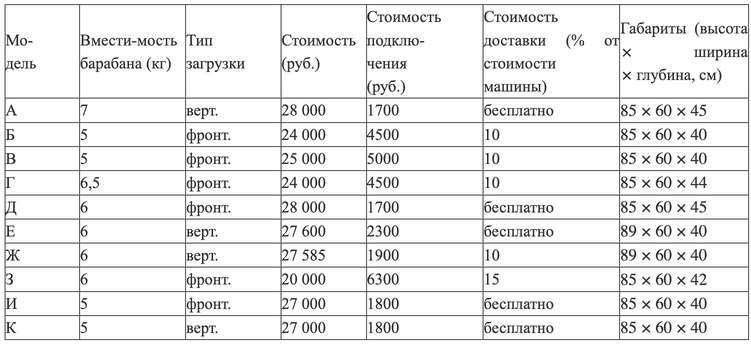 Мо-
дель
Вмести-мость
барабана (кг)
Тип
загрузки
Стоимость
(руб.)
Стоимость
подклю-
чения
(руб.)
Стоимость
доставки (% от
стоимости
машины)
Габариты (высота
× ширина
× глубина, см)
А 7 верт. 28 000 1700 бесплатно 85 × 60 × 45
Б 5 фронт. 24 000 4500 10 85 × 60 × 40
В 5 фронт. 25 000 5000 10 85 × 60 × 40
Г 6,5 фронт. 24 000 4500 10 85 × 60 × 44
Д 6 фронт. 28 000 1700 бесплатно 85 × 60 × 45
Е 6 верт. 27 600 2300 бесплатно 89 × 60 × 40
Ж 6 верт. 27 585 1900 10 89 × 60 × 40
З 6 фронт. 20 000 6300 15 85 × 60 × 42
И 5 фронт. 27 000 1800 бесплатно 85 × 60 × 40
К 5 верт. 27 000 1800 бесплатно 85 × 60 × 40